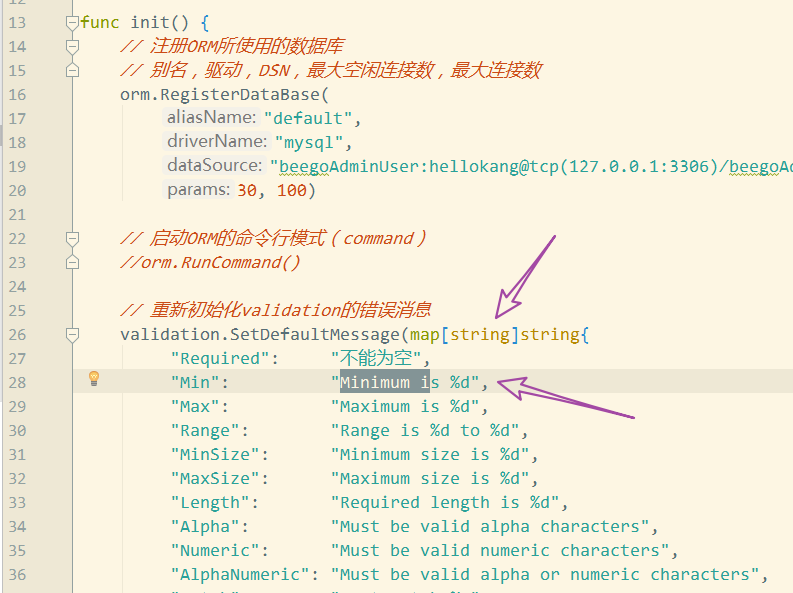 13 func init() {
14 // 注册ORM所使用的数据库
15 // 别名，驱动，DSN，最大空闲连接数，最大连接数
16 orm.RegisterDataBase(
17 aliasName: "default",
18 driverName: "mysql",
19 dataSource: "beegoAdminUser:hellokang@tcp(127.0.0.1:3306)/beegoAd
20 params: 30, 100)
21
22 // 启动ORM的命令行模式（command）
23 //orm.RunCommand()
24
25 // 重新初始化validation的错误消息
26 validation.SetDefaultMessage(map[string]string{
27 "Required": "不能为空",
28 "Min": "Minimum is %d",
29 "Max": "Maximum is %d",
30 "Range": "Range is %d to %d",
31 "MinSize": "Minimum size is %d",
32 "MaxSize": "Maximum size is %d",
33 "Length": "Required length is %d",
34 "Alpha": "Must be valid alpha characters",
35 "Numeric": "Must be valid numeric characters",
36 "AlphaNumeric": "Must be valid alpha or numeric characters",